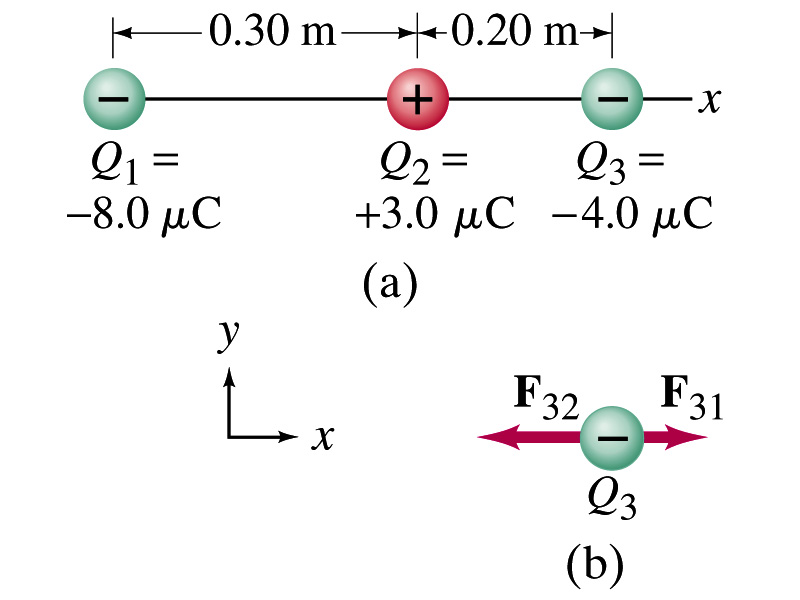 0.30 m 0.20 m
− + − x
Q₁ = Q₂ = Q₃ =
−8.0 μC +3.0 μC −4.0 μC
(a)
y
x
F₃₂ F₃₁
−
Q₃
(b)